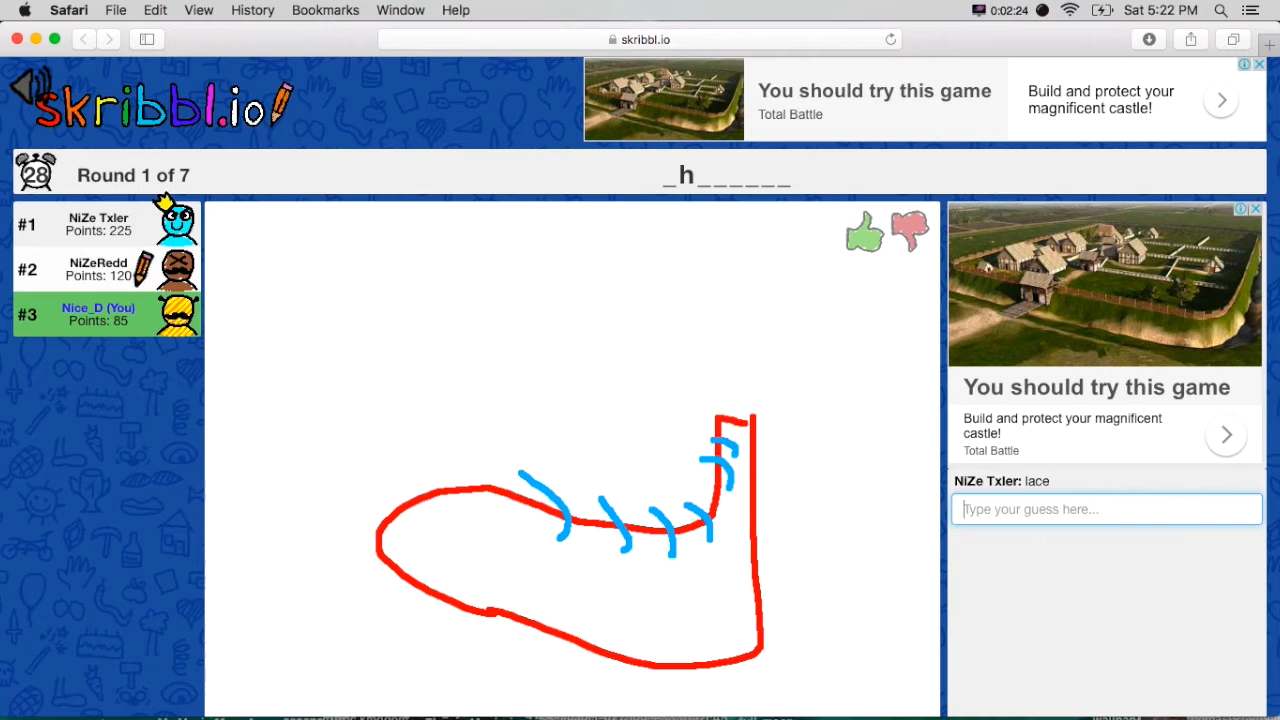 Safari File Edit View History Bookmarks Window Help 0:02:24 Sat 5:22 PM
skribbl.io
skribbl.io
You should try this game
Total Battle
Build and protect your
magnificent castle!
28 Round 1 of 7 _h______
#1 NiZe Txler
Points: 225
#2 NiZeRedd
Points: 120
#3 Nice_D (You)
Points: 85
You should try this game
Build and protect your magnificent
castle!
Total Battle
NiZe Txler: lace
Type your guess here...